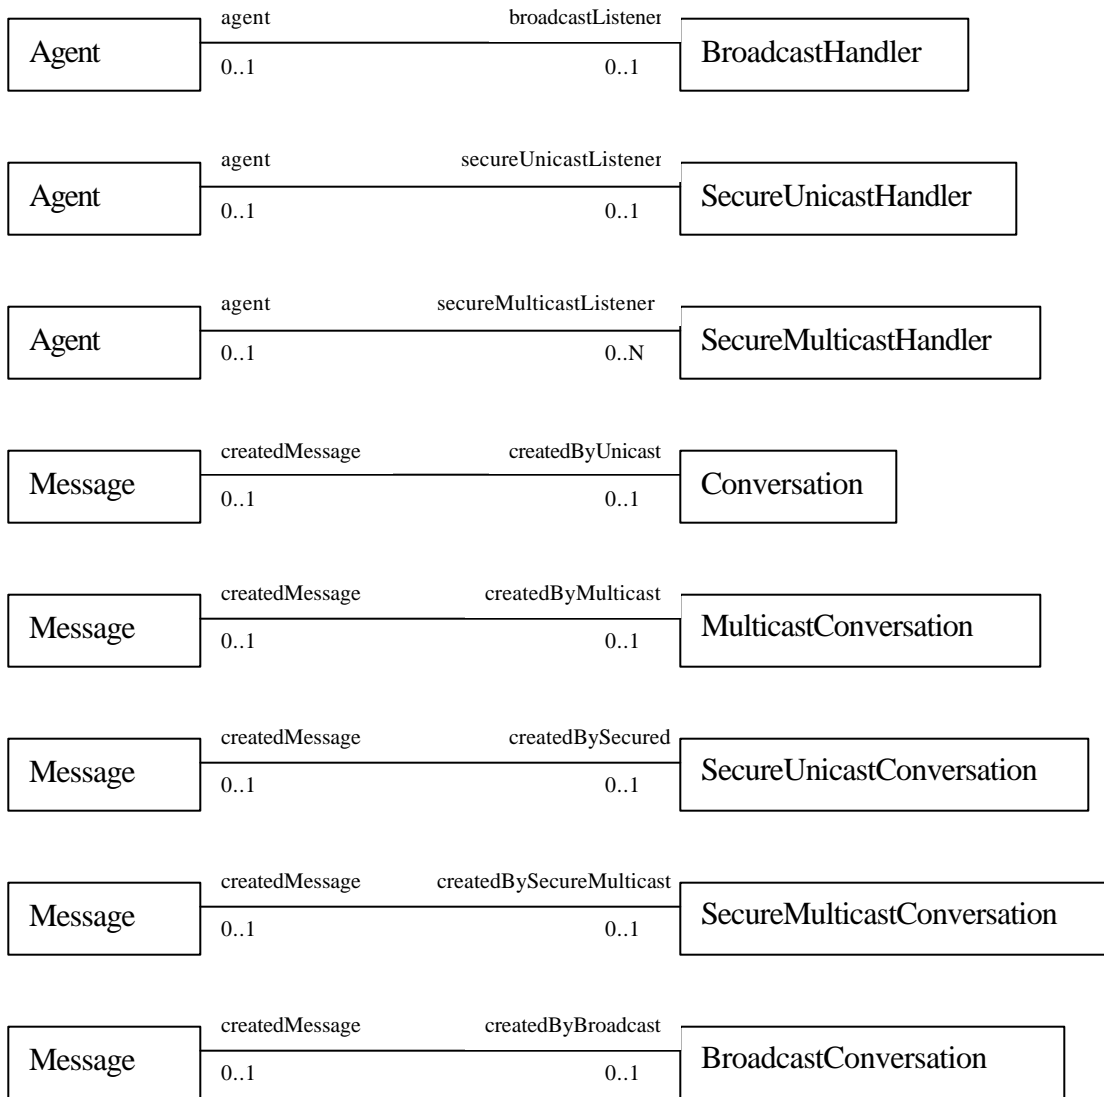 agent broadcastListener
Agent BroadcastHandler
0..1 0..1
agent secureUnicastListener
Agent SecureUnicastHandler
0..1 0..1
agent secureMulticastListener
Agent SecureMulticastHandler
0..1 0..N
createdMessage createdByUnicast
Message Conversation
0..1 0..1
createdMessage createdByMulticast
Message MulticastConversation
0..1 0..1
createdMessage createdBySecured
Message SecureUnicastConversation
0..1 0..1
createdMessage createdBySecureMulticast
Message SecureMulticastConversation
0..1 0..1
createdMessage createdByBroadcast
Message BroadcastConversation
0..1 0..1